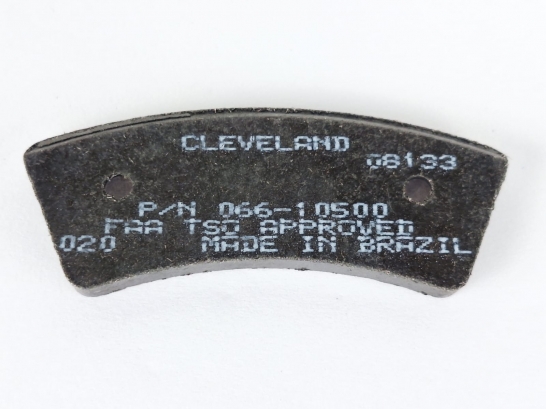 CLEVELAND
08133
P/N 066-10500
FAA TSO APPROVED
020 MADE IN BRAZIL